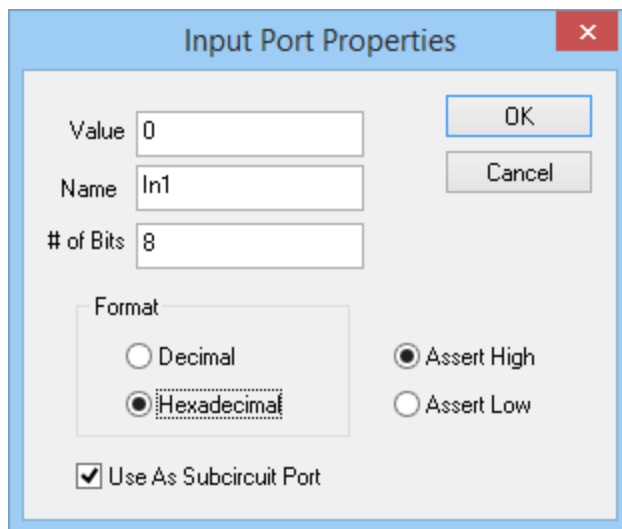 Input Port Properties
Value 0
OK
Name In1
Cancel
# of Bits 8
Format
Decimal
Hexadecimal
Assert High
Assert Low
Use As Subcircuit Port